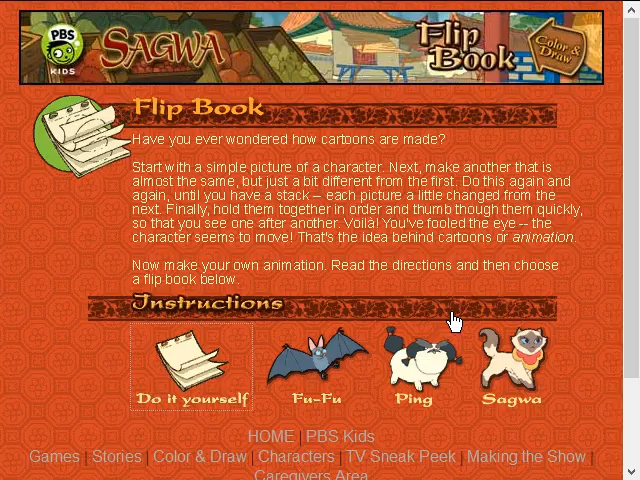 PBS
KIDS
SAGWA
Flip
Book
Color &
Draw
Flip Book
Have you ever wondered how cartoons are made?
Start with a simple picture of a character. Next, make another that is
almost the same, but just a bit different from the first. Do this again and
again, until you have a stack -- each picture a little changed from the
next. Finally, hold them together in order and thumb though them quickly,
so that you see one after another. Voilà! You've fooled the eye -- the
character seems to move! That's the idea behind cartoons or animation.
Now make your own animation. Read the directions and then choose
a flip book below.
Instructions
Do it yourself Fu-Fu Ping Sagwa
HOME | PBS Kids
Games | Stories | Color & Draw | Characters | TV Sneak Peek | Making the Show |
Caregivers Area